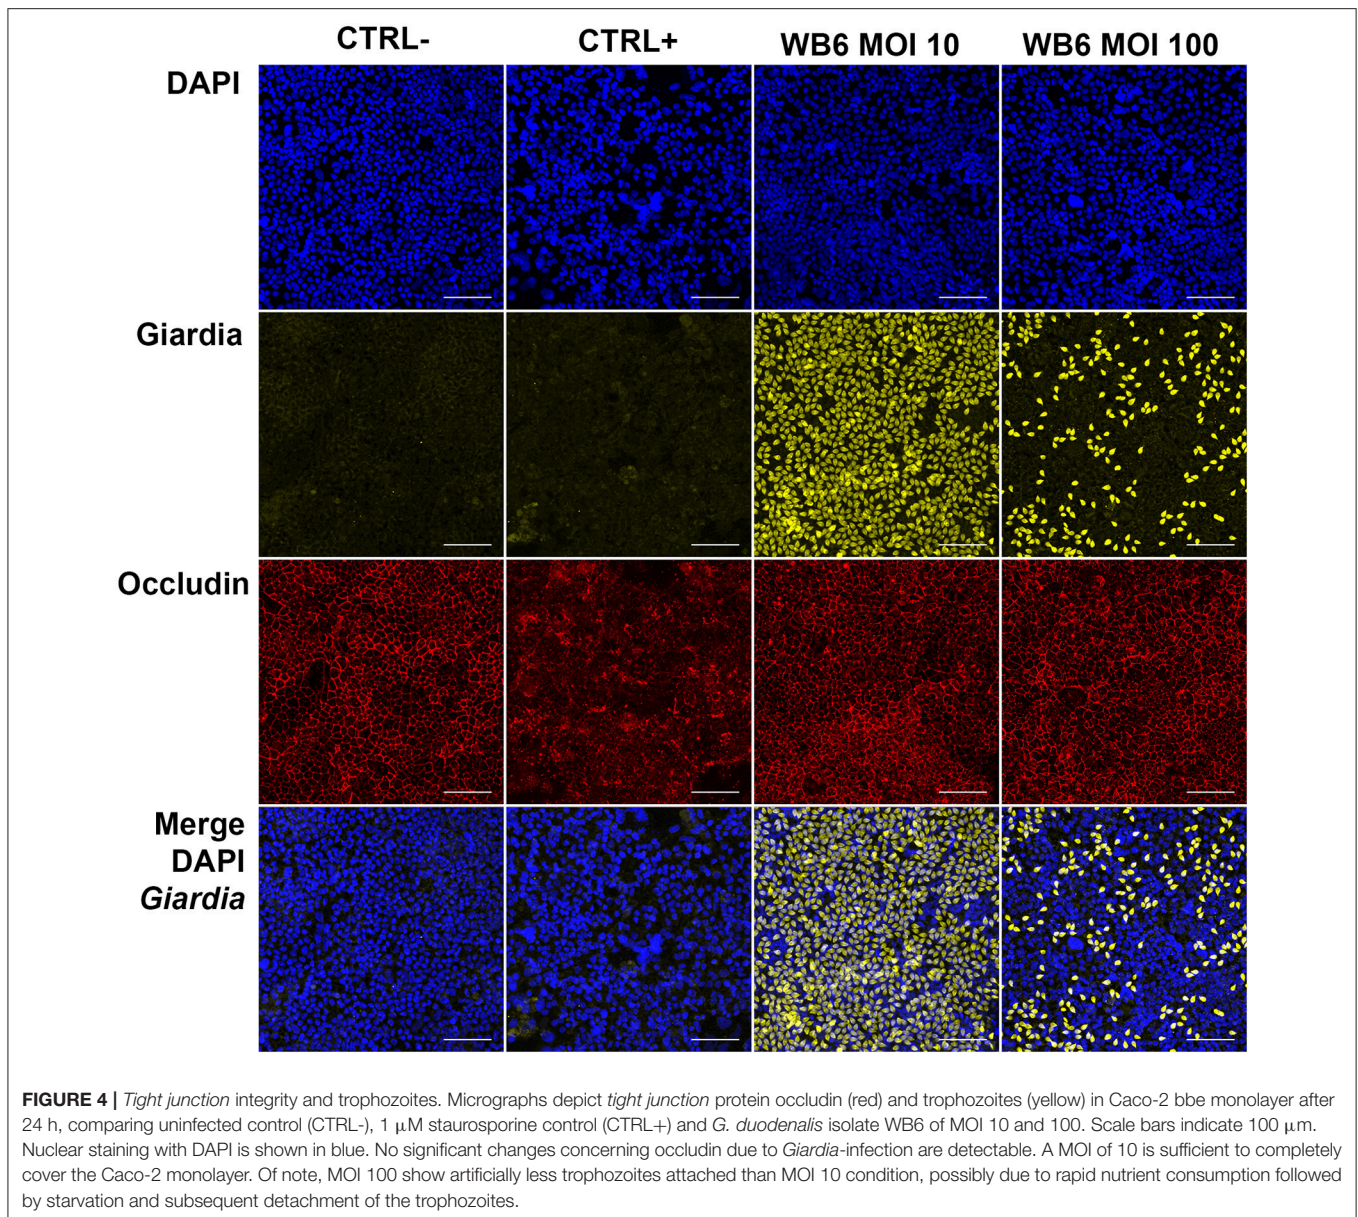 CTRL- CTRL+ WB6 MOI 10 WB6 MOI 100
DAPI
Giardia
Occludin
Merge
DAPI
Giardia
FIGURE 4 | Tight junction integrity and trophozoites. Micrographs depict tight junction protein occludin (red) and trophozoites (yellow) in Caco-2 bbe monolayer after
24 h, comparing uninfected control (CTRL-), 1 μM staurosporine control (CTRL+) and G. duodenalis isolate WB6 of MOI 10 and 100. Scale bars indicate 100 μm.
Nuclear staining with DAPI is shown in blue. No significant changes concerning occludin due to Giardia-infection are detectable. A MOI of 10 is sufficient to completely
cover the Caco-2 monolayer. Of note, MOI 100 show artificially less trophozoites attached than MOI 10 condition, possibly due to rapid nutrient consumption followed
by starvation and subsequent detachment of the trophozoites.